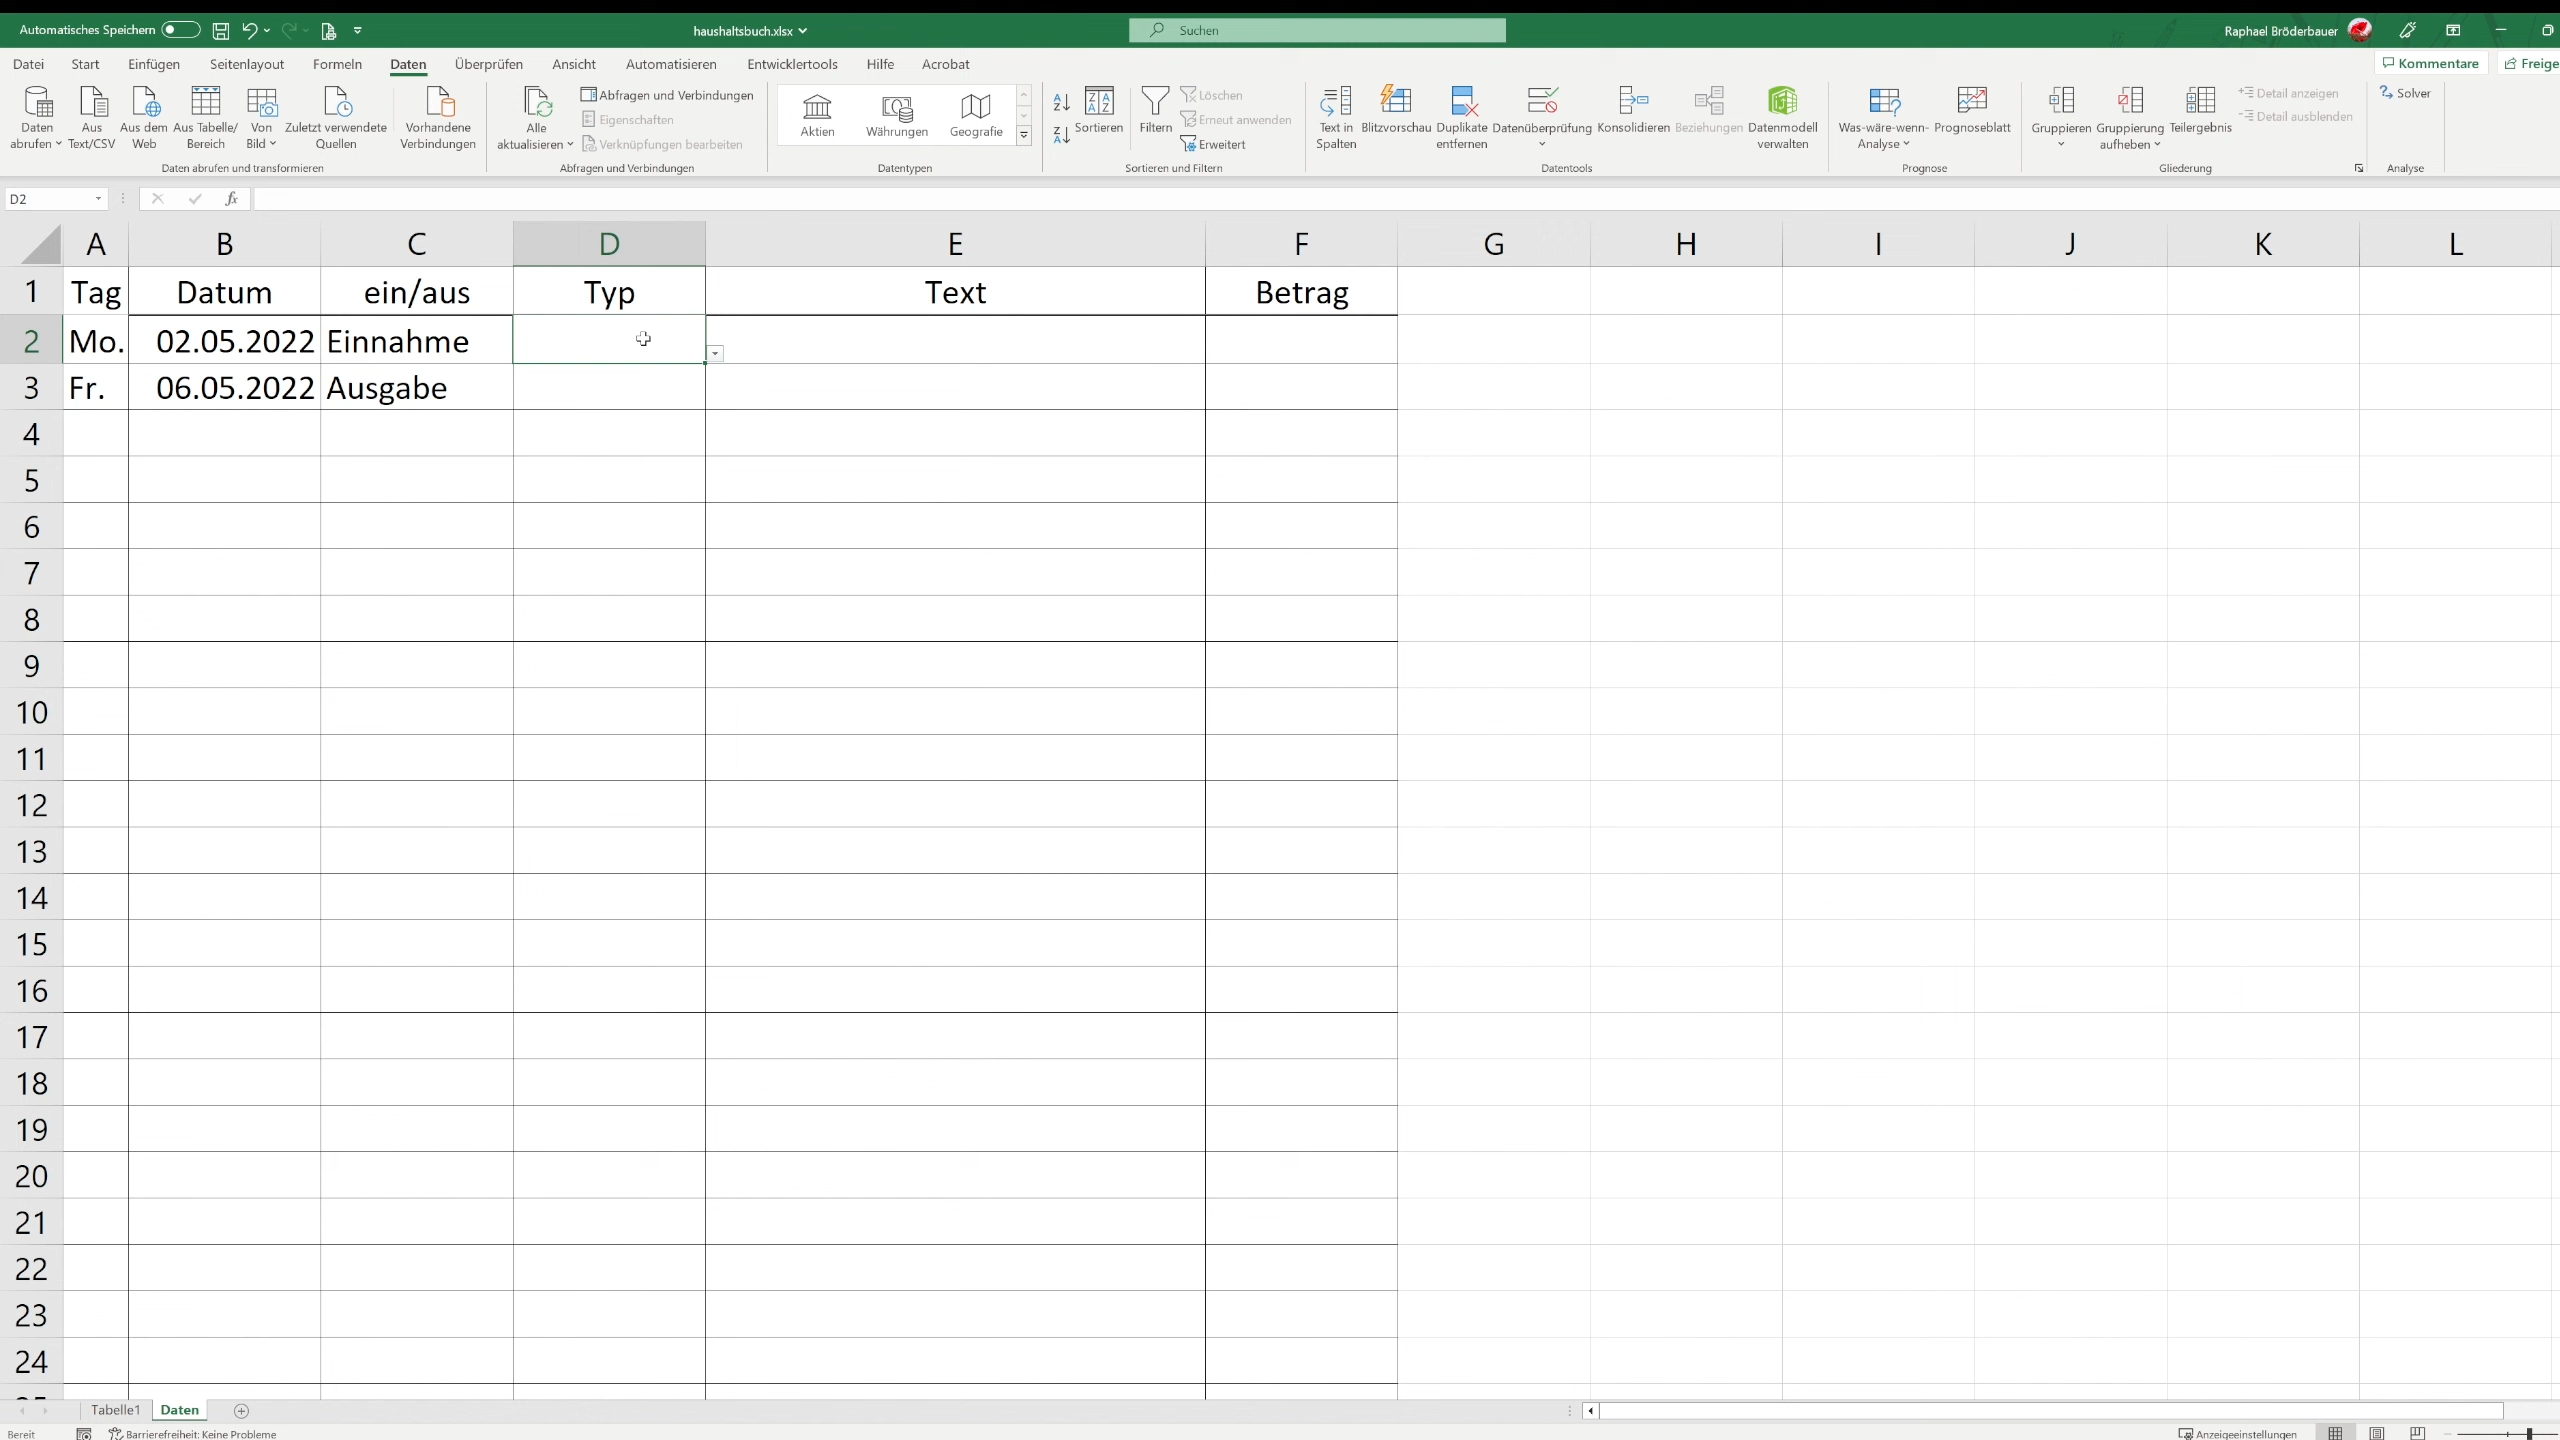 Automatisches Speichern
haushaltsbuch.xlsx
Suchen
Raphael Bröderbauer
Datei Start Einfügen Seitenlayout Formeln Daten Überprüfen Ansicht Automatisieren Entwicklertools Hilfe Acrobat
Kommentare
Freige
Daten abrufen
Aus Text/CSV
Aus dem Web
Aus Tabelle/ Bereich
Von Bild
Zuletzt verwendete Quellen
Vorhandene Verbindungen
Daten abrufen und transformieren
Alle aktualisieren
Abfragen und Verbindungen
Eigenschaften
Verknüpfungen bearbeiten
Abfragen und Verbindungen
Aktien
Währungen
Geografie
Datentypen
Sortieren
Filtern
Löschen
Erneut anwenden
Erweitert
Sortieren und Filtern
Text in Spalten
Blitzvorschau
Duplikate entfernen
Datenüberprüfung
Konsolidieren
Beziehungen
Datenmodell verwalten
Datentools
Was-wäre-wenn- Analyse
Prognoseblatt
Prognose
Gruppieren
Gruppierung aufheben
Teilergebnis
Detail anzeigen
Detail ausblenden
Gliederung
Solver
Analyse
D2
fx
A B C D E F G H I J K L
1 Tag Datum ein/aus Typ Text Betrag
2 Mo. 02.05.2022 Einnahme
3 Fr. 06.05.2022 Ausgabe
4
5
6
7
8
9
10
11
12
13
14
15
16
17
18
19
20
21
22
23
24
Tabelle1 Daten
Bereit
Barrierefreiheit: Keine Probleme
Anzeigeeinstellungen